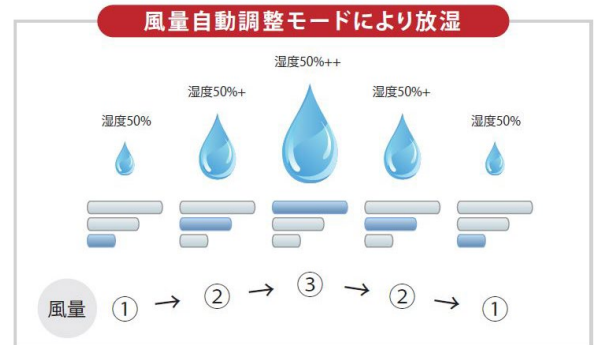 風量自動調整モードにより放湿
湿度50%++
湿度50%+ 湿度50%+
湿度50% 湿度50%
風量 ① → ② → ③ → ② → ①